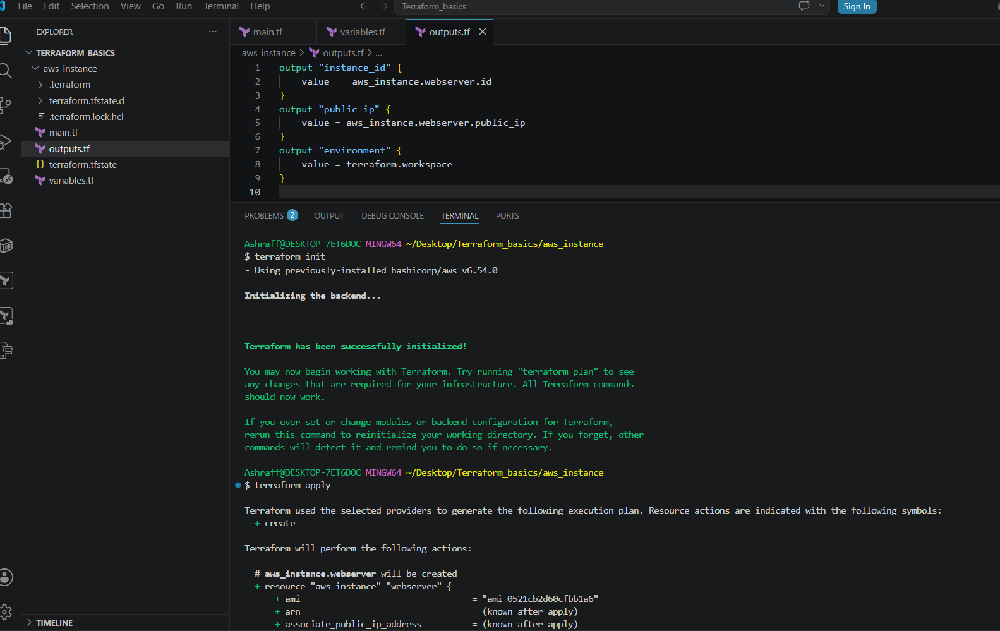 File Edit Selection View Go Run Terminal Help
Terraform_basics
Sign In
EXPLORER
TERRAFORM_BASICS
aws_instance
.terraform
terraform.tfstate.d
.terraform.lock.hcl
main.tf
outputs.tf
terraform.tfstate
variables.tf
TIMELINE
main.tf variables.tf outputs.tf
aws_instance > outputs.tf > ...
1 output "instance_id" {
2 value  = aws_instance.webserver.id
3 }
4 output "public_ip" {
5 value = aws_instance.webserver.public_ip
6 }
7 output "environment" {
8 value = terraform.workspace
9 }
10
PROBLEMS 2 OUTPUT DEBUG CONSOLE TERMINAL PORTS
Ashraff@DESKTOP-7ET6DOC MINGW64 ~/Desktop/Terraform_basics/aws_instance
$ terraform init
- Using previously-installed hashicorp/aws v6.54.0
Initializing the backend...
Terraform has been successfully initialized!
You may now begin working with Terraform. Try running "terraform plan" to see
any changes that are required for your infrastructure. All Terraform commands
should now work.
If you ever set or change modules or backend configuration for Terraform,
rerun this command to reinitialize your working directory. If you forget, other
commands will detect it and remind you to do so if necessary.
Ashraff@DESKTOP-7ET6DOC MINGW64 ~/Desktop/Terraform_basics/aws_instance
$ terraform apply
Terraform used the selected providers to generate the following execution plan. Resource actions are indicated with the following symbols:
+ create
Terraform will perform the following actions:
# aws_instance.webserver will be created
+ resource "aws_instance" "webserver" {
+ ami = "ami-0521cb2d60cfbb1a6"
+ arn = (known after apply)
+ associate_public_ip_address = (known after apply)